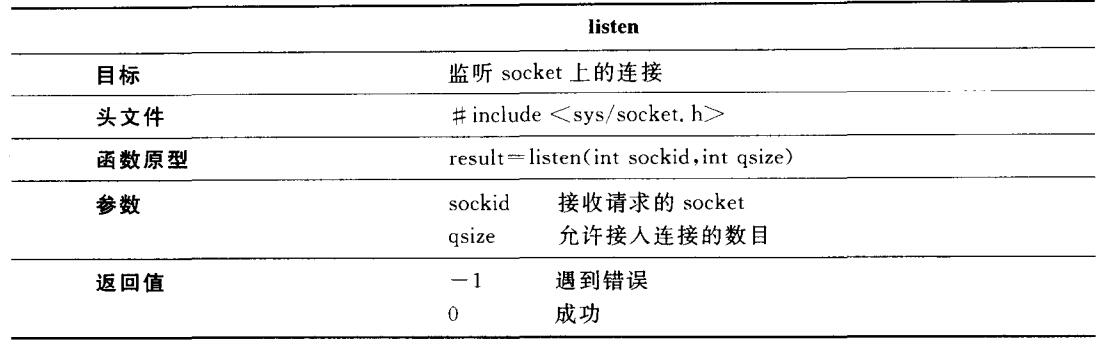 listen
目标 监听 socket 上的连接
头文件 #include <sys/socket.h>
函数原型 result=listen(int sockid,int qsize)
参数 sockid 接收请求的 socket
qsize 允许接入连接的数目
返回值 -1 遇到错误
0 成功